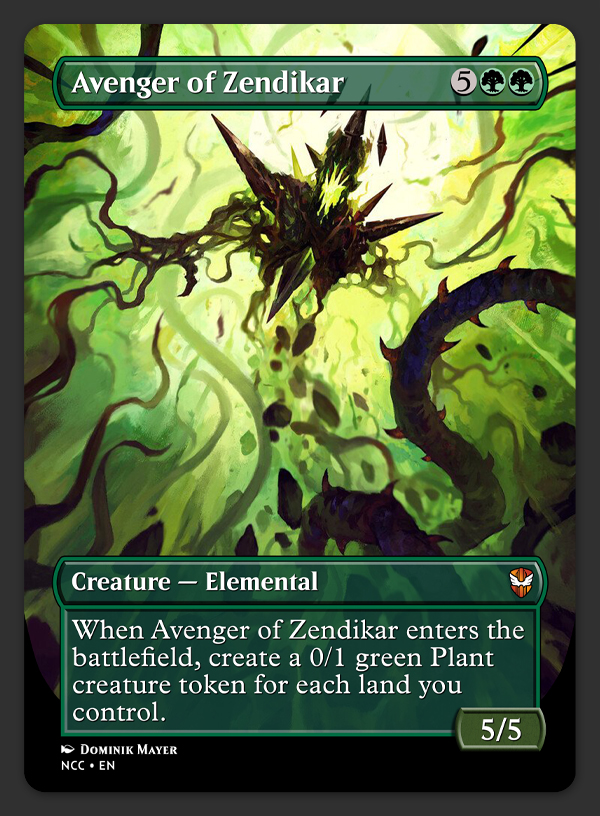 Avenger of Zendikar 5
Creature — Elemental
When Avenger of Zendikar enters the
battlefield, create a 0/1 green Plant
creature token for each land you
control.
5/5
Dominik Mayer
NCC • EN